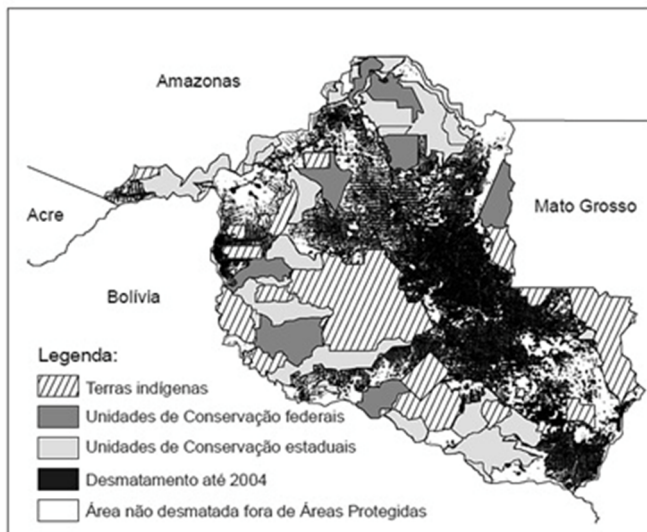 Amazonas
Acre
Mato Grosso
Bolívia
Legenda:
Terras indígenas
Unidades de Conservação federais
Unidades de Conservação estaduais
Desmatamento até 2004
Área não desmatada fora de Áreas Protegidas